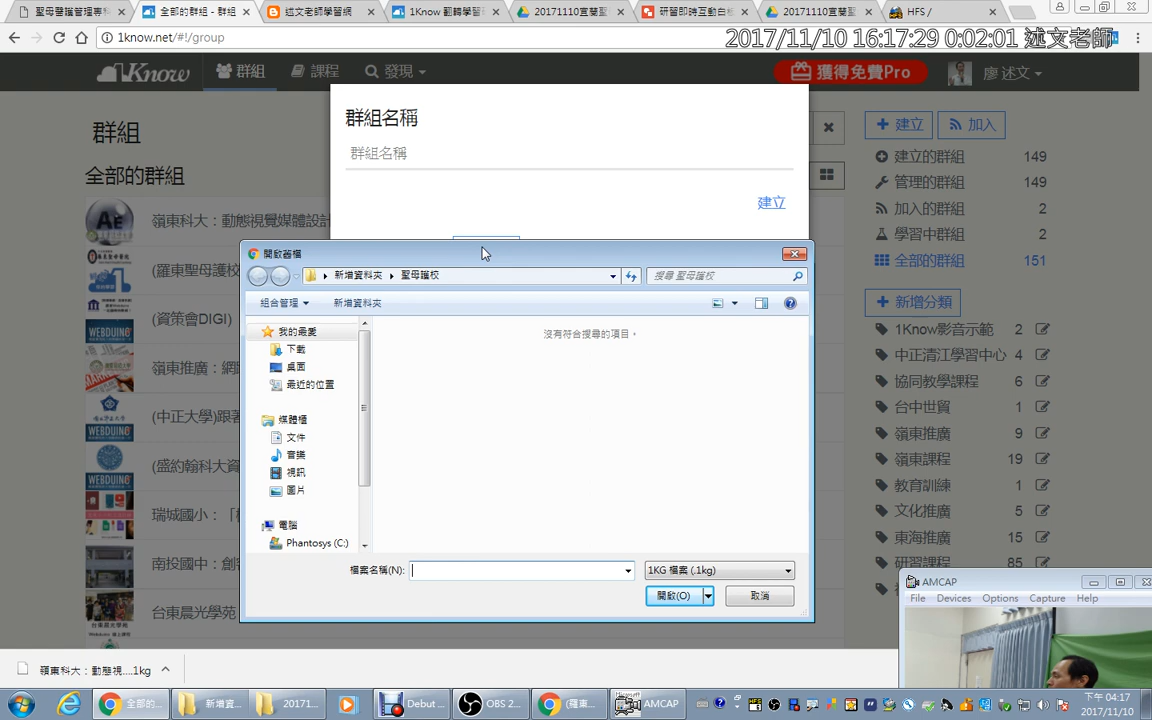 聖母醫護管理專科
全部的群組 - 群組
述文老師學習網
1Know 翻轉學習
20171110宜蘭聖
研習即時互動白板
20171110宜蘭聖
HFS /
1know.net/#!/group
2017/11/10 16:17:29 0:02:01 述文老師
1Know
群組
課程
發現
獲得免費Pro
廖 述文
群組
全部的群組
群組名稱
群組名稱
建立
建立
加入
建立的群組 149
管理的群組 149
加入的群組 2
學習中群組 2
全部的群組 151
新增分類
1Know影音示範 2
中正清江學習中心 4
協同教學課程 6
台中世貿 1
嶺東推廣 9
嶺東課程 19
教育訓練 1
文化推廣 5
東海推廣 15
研習課程 85
嶺東科大：動態視覺媒體設計
(羅東聖母護校
(資策會DIGI)
嶺東推廣：網
(中正大學)跟著
(盛約翰科大資
瑞城國小：「
南投國中：創
台東晨光學苑
WEBDUINO
WEBDUINO
WEBDUINO
開啟舊檔
新增資料夾
聖母護校
搜尋 聖母護校
組合管理
新增資料夾
我的最愛
下載
桌面
最近的位置
媒體櫃
文件
音樂
視訊
圖片
電腦
Phantosys (C:)
沒有符合搜尋的項目。
檔案名稱(N):
1KG 檔案 (.1kg)
開啟(O)
取消
AMCAP
File Devices Options Capture Help
嶺東科大：動態視....1kg
全部的...
新增資...
20171...
Debut ...
OBS 2...
(羅東...
AMCAP
下午 04:17
2017/11/10